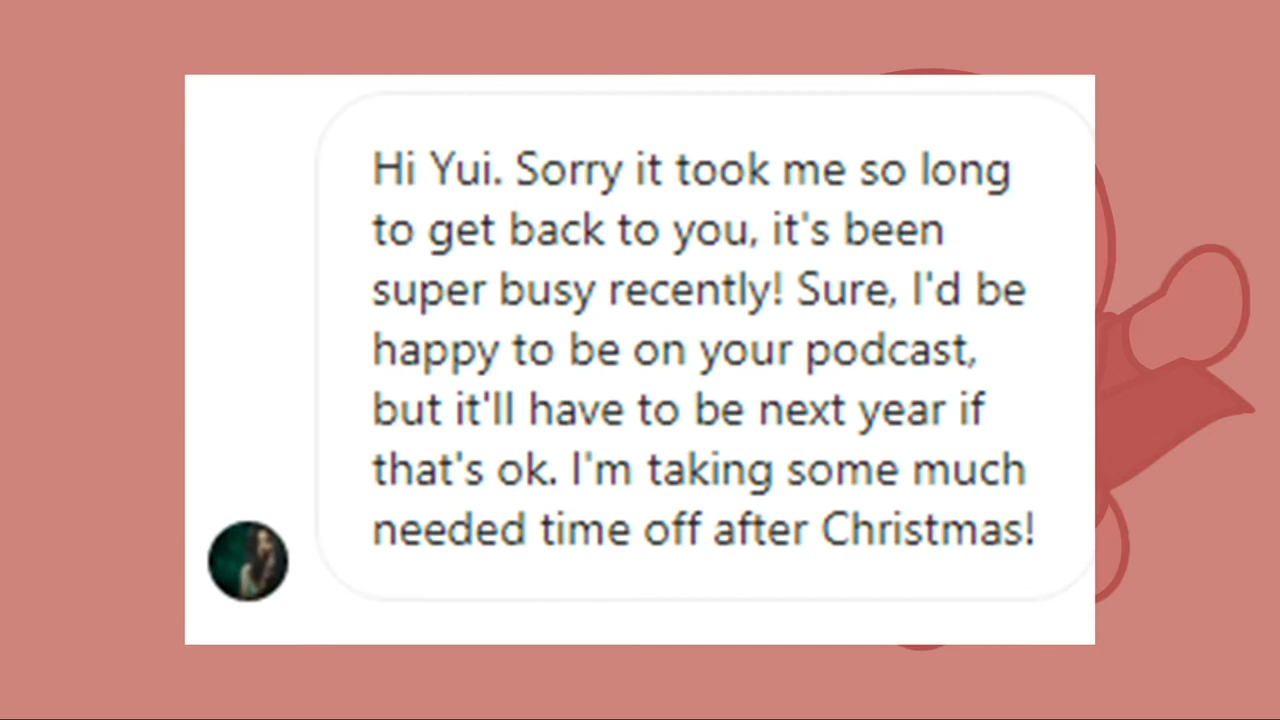 Hi Yui. Sorry it took me so long
to get back to you, it's been
super busy recently! Sure, I'd be
happy to be on your podcast,
but it'll have to be next year if
that's ok. I'm taking some much
needed time off after Christmas!